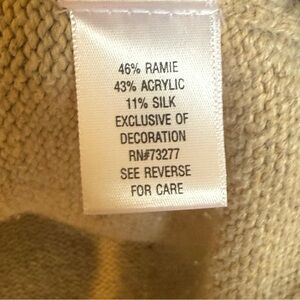 46% RAMIE
43% ACRYLIC
11% SILK
EXCLUSIVE OF
DECORATION
RN#73277
SEE REVERSE
FOR CARE